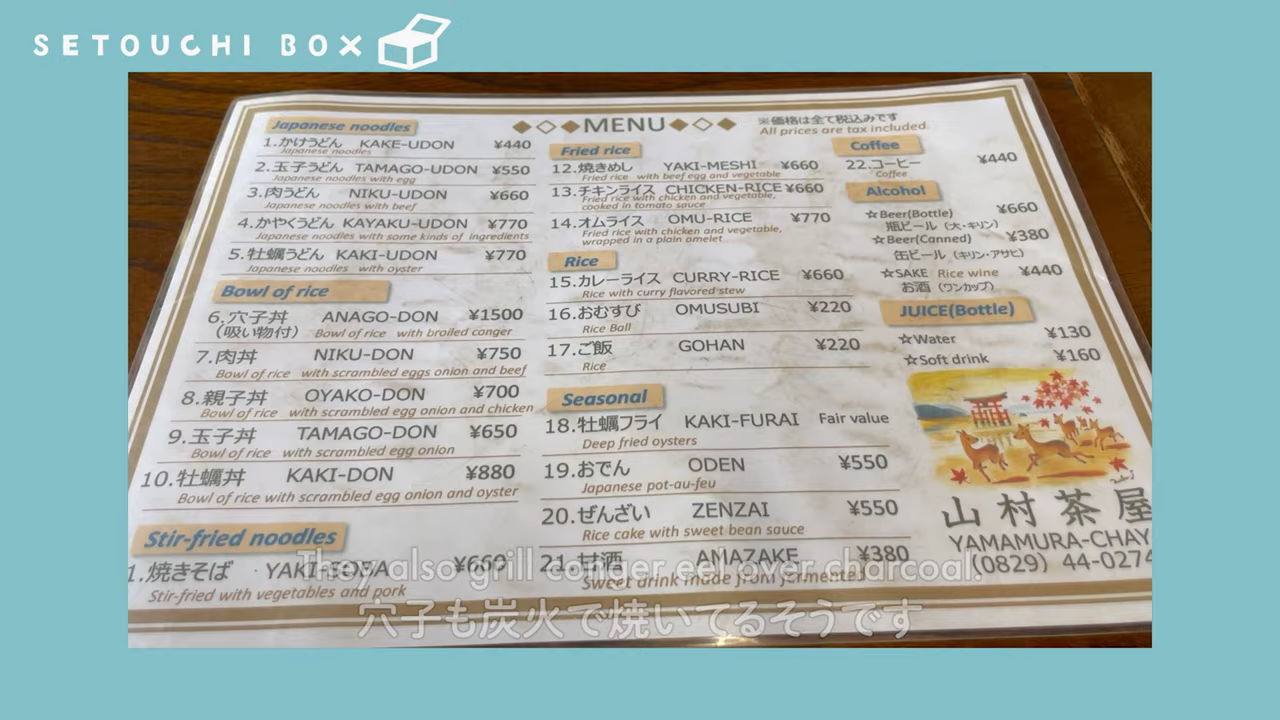 SETOUCHI BOX
MENU
※価格は全て税込みです
All prices are tax included.
Japanese noodles
1.かけうどん KAKE-UDON ¥440
Japanese noodles
2.玉子うどん TAMAGO-UDON ¥550
Japanese noodles with egg
3.肉うどん NIKU-UDON ¥660
Japanese noodles with beef
4.かやくうどん KAYAKU-UDON ¥770
Japanese noodles with some kinds of ingredients
5.牡蠣うどん KAKI-UDON ¥770
Japanese noodles with oyster
Bowl of rice
6.穴子丼 ANAGO-DON ¥1500
(吸い物付) Bowl of rice with broiled conger
7.肉丼 NIKU-DON ¥750
Bowl of rice with scrambled eggs onion and beef
8.親子丼 OYAKO-DON ¥700
Bowl of rice with scrambled egg onion and chicken
9.玉子丼 TAMAGO-DON ¥650
Bowl of rice with scrambled egg onion
10.牡蠣丼 KAKI-DON ¥880
Bowl of rice with scrambled egg onion and oyster
Stir-fried noodles
1.焼きそば YAKI-SOBA ¥660
Stir-fried with vegetables and pork
Fried rice
12.焼きめし YAKI-MESHI ¥660
Fried rice with beef egg and vegetable
13.チキンライス CHICKEN-RICE ¥660
Fried rice with chicken and vegetable,
cooked in tomato sauce
14.オムライス OMU-RICE ¥770
Fried rice with chicken and vegetable,
wrapped in a plain omelet
Rice
15.カレーライス CURRY-RICE ¥660
Rice with curry flavored stew
16.おむすび OMUSUBI ¥220
Rice Ball
17.ご飯 GOHAN ¥220
Rice
Seasonal
18.牡蠣フライ KAKI-FURAI Fair value
Deep fried oysters
19.おでん ODEN ¥550
Japanese pot-au-feu
20.ぜんざい ZENZAI ¥550
Rice cake with sweet bean sauce
21.甘酒 AMAZAKE ¥380
Sweet drink made from fermented
Coffee
22.コーヒー ¥440
Coffee
Alcohol
☆Beer(Bottle) ¥660
瓶ビール (大・キリン)
☆Beer(Canned) ¥380
缶ビール (キリン・アサヒ)
☆SAKE Rice wine ¥440
お酒 (ワンカップ)
JUICE(Bottle)
☆Water ¥130
☆Soft drink ¥160
山村茶屋
YAMAMURA-CHAY
(0829) 44-0274
They also grill conger eel over charcoal.
穴子も炭火で焼いてるそうです